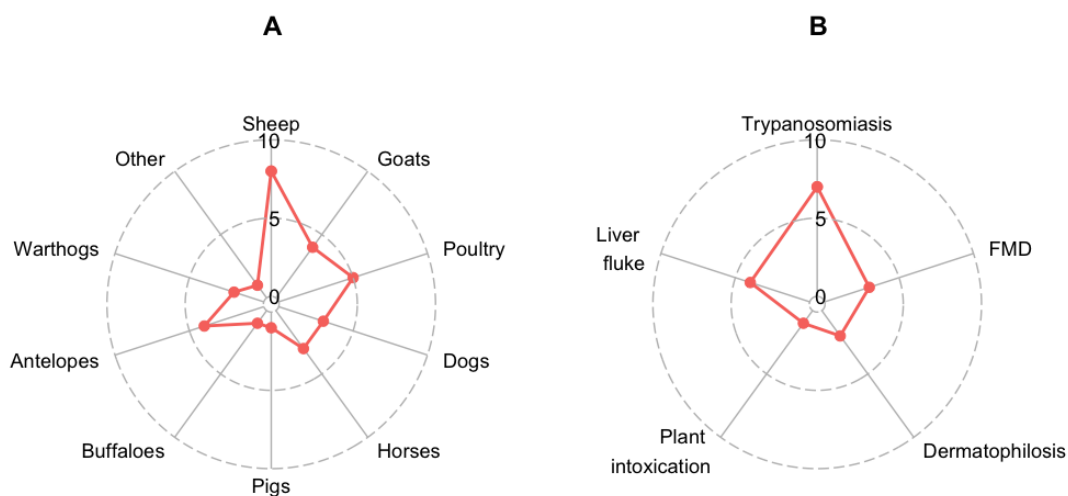 A
B
Sheep
10
Other
Goats
Warthogs
5
Poultry
0
Antelopes
Dogs
Buffaloes
Horses
Pigs
Trypanosomiasis
10
Liver
fluke
5
FMD
0
Plant
intoxication
Dermatophilosis